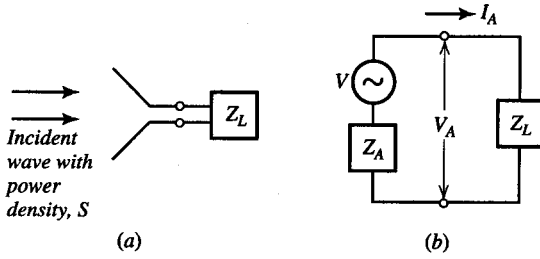 Z_L
Incident
wave with
power
density, S
(a)
I_A
V
~
Z_A
V_A
Z_L
(b)